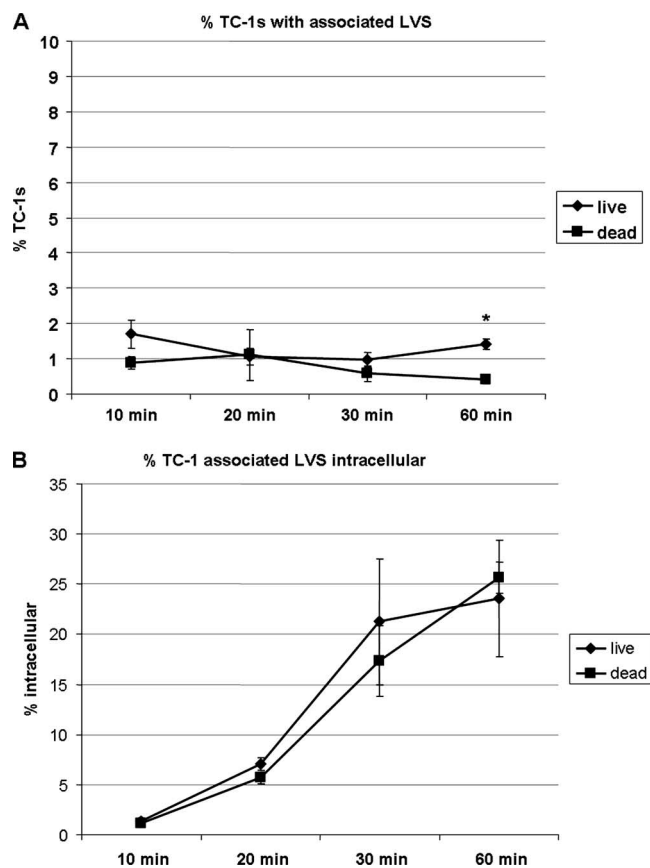 A
% TC-1s with associated LVS
10
9
8
7
6
5
4
3
2
1
0
% TC-1s
*
10 min 20 min 30 min 60 min
live
dead
B
% TC-1 associated LVS intracellular
35
30
25
20
15
10
5
0
% intracellular
10 min 20 min 30 min 60 min
live
dead